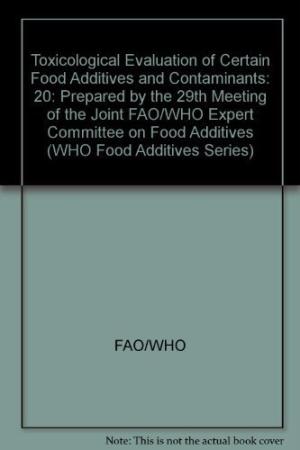 Toxicological Evaluation of Certain
Food Additives and Contaminants:
20: Prepared by the 29th Meeting
of the Joint FAO/WHO Expert
Committee on Food Additives
(WHO Food Additives Series)
FAO/WHO
Note: This is not the actual book cover